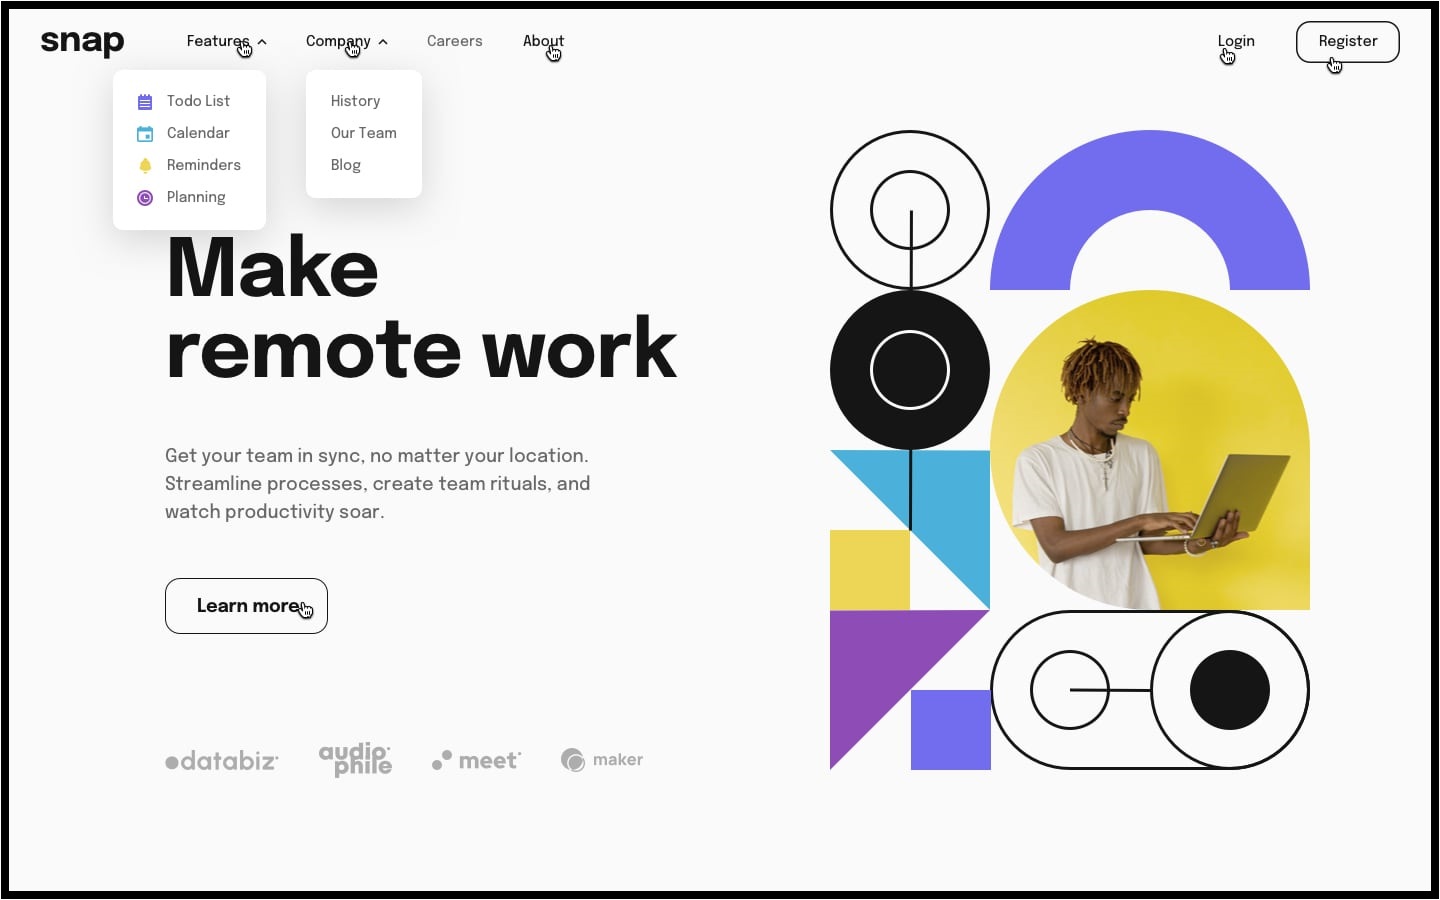 snap
Features
Company
Careers
About
Login
Register
Todo List
Calendar
Reminders
Planning
History
Our Team
Blog
Make
remote work
Get your team in sync, no matter your location.
Streamline processes, create team rituals, and
watch productivity soar.
Learn more
databiz
audio
phile
meet
maker